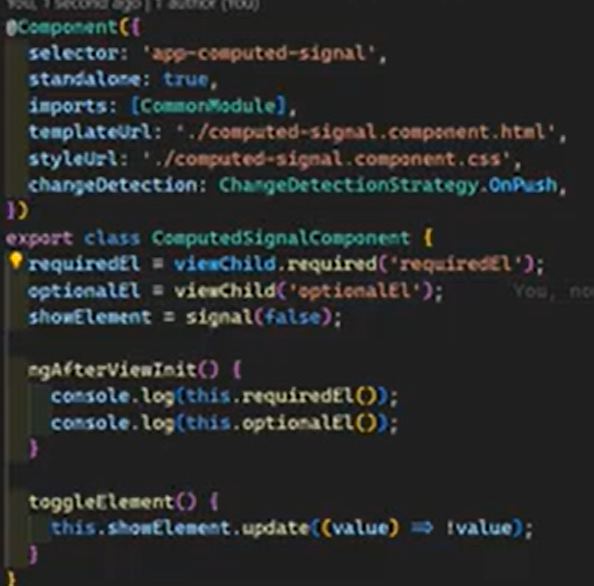 You, 1 second ago | 1 author (You)
@Component({
  selector: 'app-computed-signal',
  standalone: true,
  imports: [CommonModule],
  templateUrl: './computed-signal.component.html',
  styleUrl: './computed-signal.component.css',
  changeDetection: ChangeDetectionStrategy.OnPush,
})
export class ComputedSignalComponent {
  requiredEl = viewChild.required('requiredEl');
  optionalEl = viewChild('optionalEl'); You,
  showElement = signal(false);
  ngAfterViewInit() {
    console.log(this.requiredEl());
    console.log(this.optionalEl());
  }
  toggleElement() {
    this.showElement.update((value) => !value);
  }
}